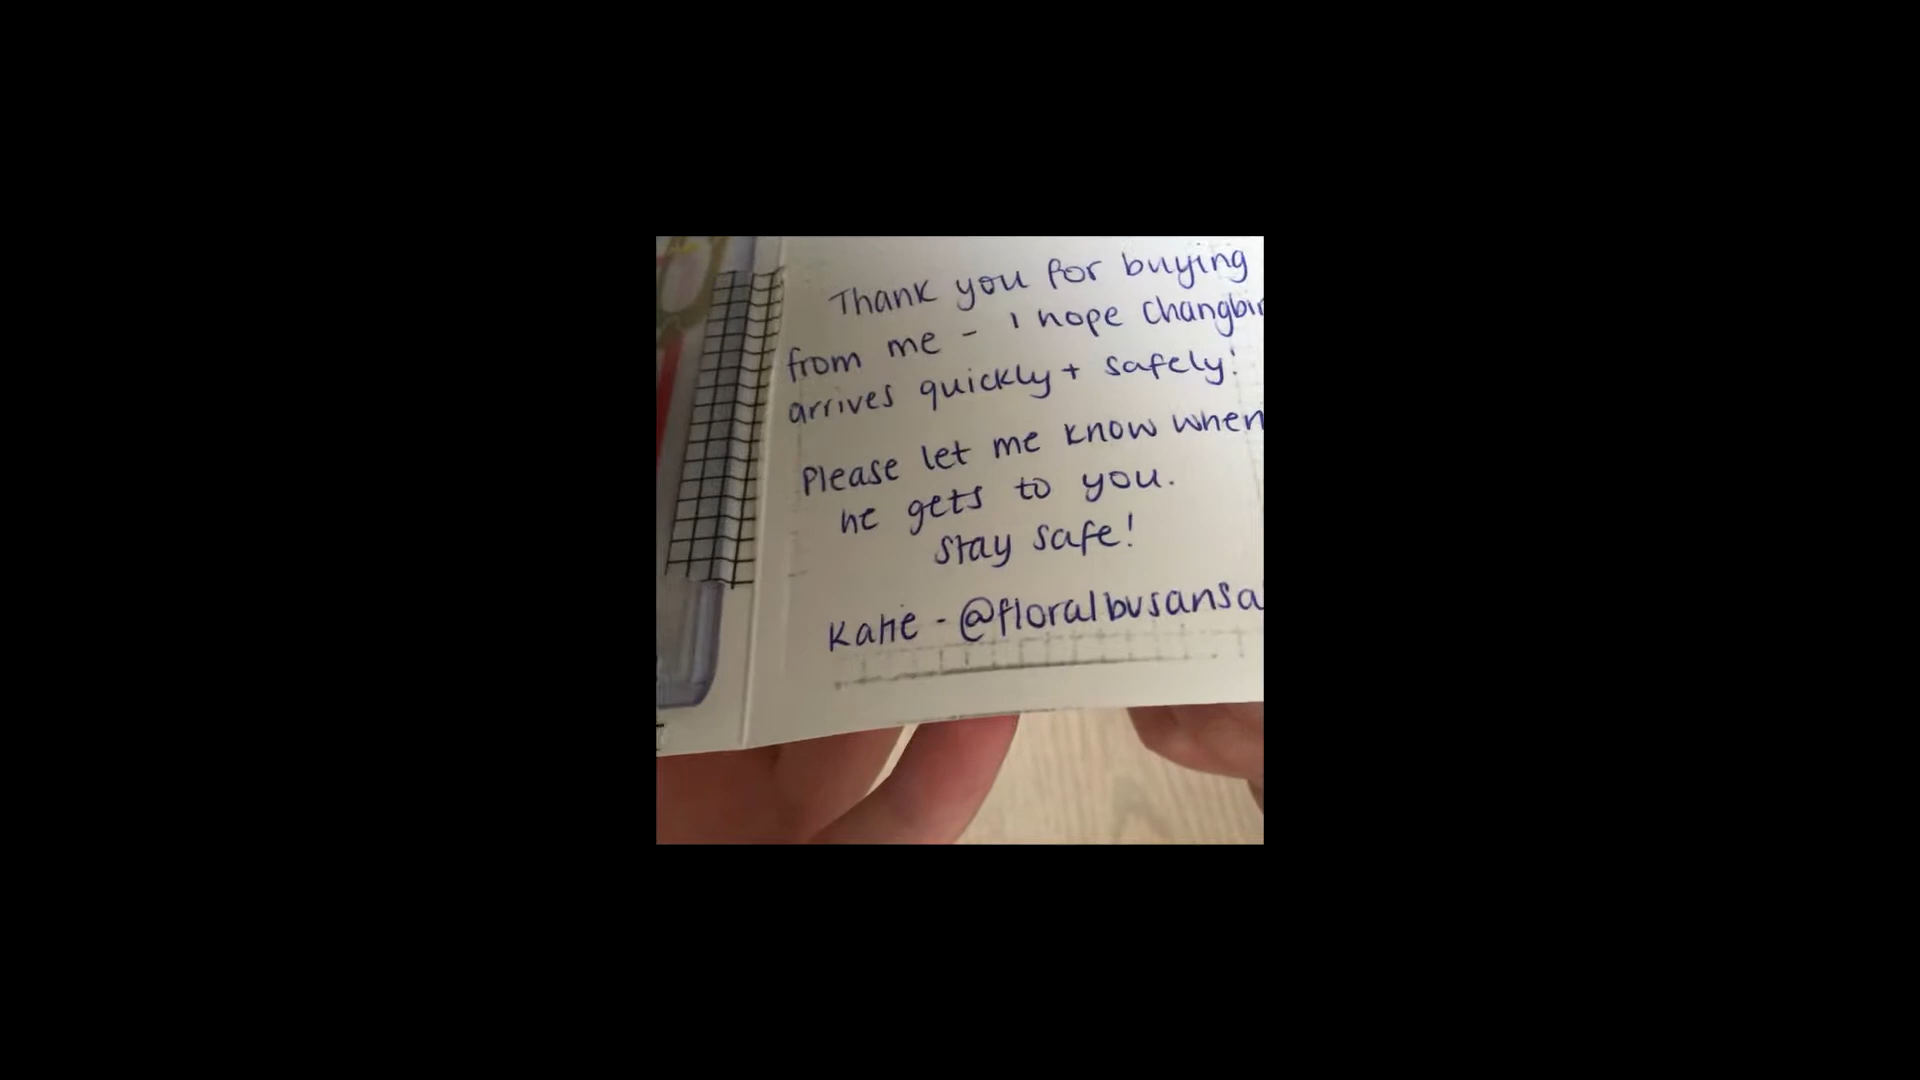 Thank you for buying
from me - I hope Changbin
arrives quickly + safely!
Please let me know when
he gets to you.
Stay safe!
Katie - @floralbusansa